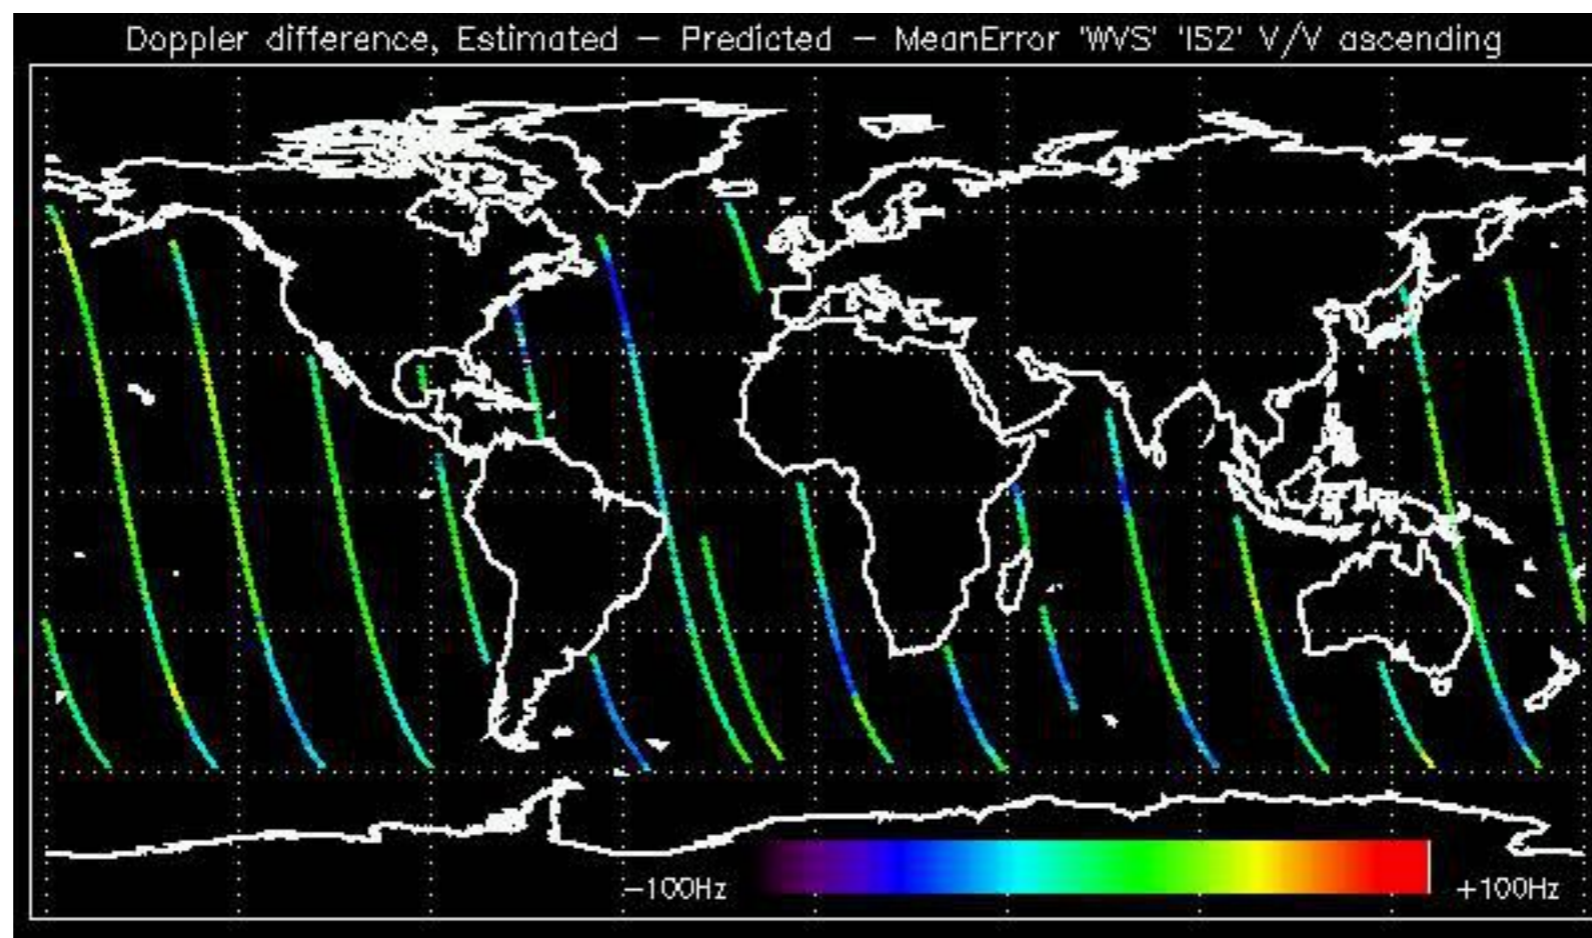 Doppler difference, Estimated – Predicted – MeanError 'WVS' 'IS2' V/V ascending
–100Hz +100Hz